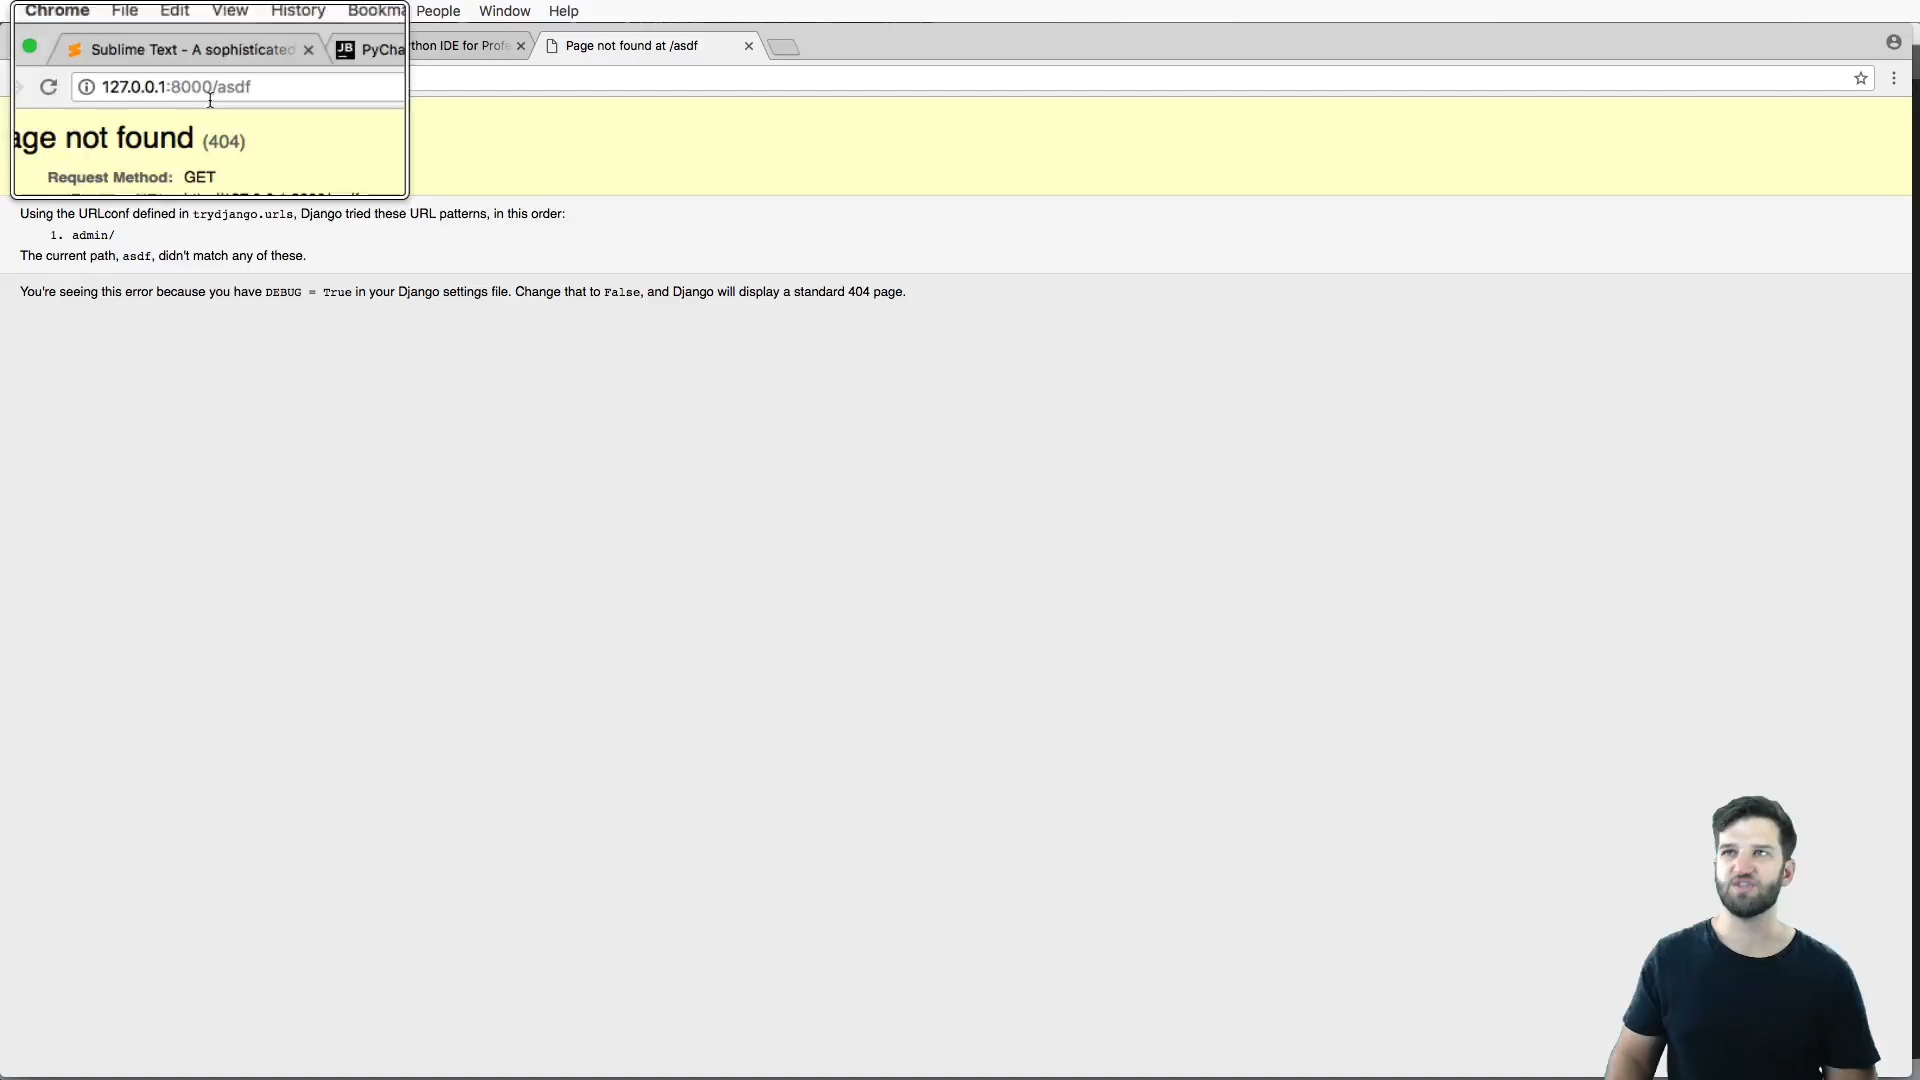 Chrome File Edit View History Bookma People Window Help
Sublime Text - A sophisticated PyCha thon IDE for Profe Page not found at /asdf
127.0.0.1:8000/asdf
age not found (404)
Request Method: GET
Using the URLconf defined in trydjango.urls, Django tried these URL patterns, in this order:
1. admin/
The current path, asdf, didn't match any of these.
You're seeing this error because you have DEBUG = True in your Django settings file. Change that to False, and Django will display a standard 404 page.